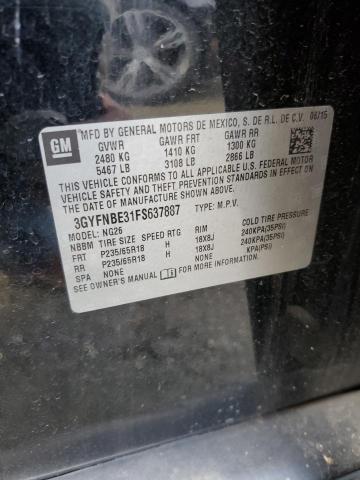 GM
MFD BY GENERAL MOTORS DE MEXICO, S. DE R.L. DE C.V. 08/15
GVWR GAWR FRT GAWR RR
2480 KG 1410 KG 1300 KG
5467 LB 3108 LB 2866 LB
THIS VEHICLE CONFORMS TO ALL APPLICABLE U.S. FEDERAL MOTOR
VEHICLE SAFETY AND THEFT PREVENTION STANDARDS IN EFFECT ON
THE DATE OF MANUFACTURE SHOWN ABOVE.
3GYFNBE31FS637887 TYPE: M.P.V.
MODEL: NG26
NBBM TIRE SIZE SPEED RTG RIM COLD TIRE PRESSURE
FRT P235/65R18 H 18X8J 240KPA(35PSI)
RR P235/65R18 H 18X8J 240KPA(35PSI)
SPA NONE NONE KPA(PSI)
SEE OWNER'S MANUAL FOR MORE INFORMATION.